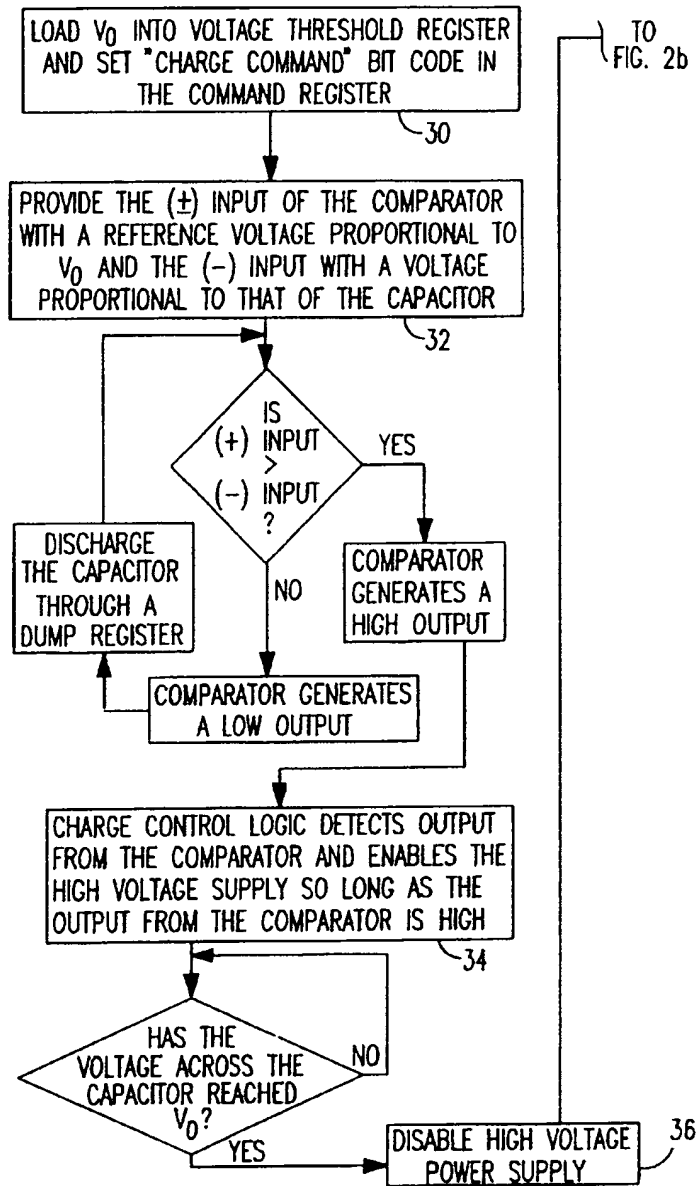 LOAD V0 INTO VOLTAGE THRESHOLD REGISTER
AND SET "CHARGE COMMAND" BIT CODE IN
THE COMMAND REGISTER
30
TO
FIG. 2b
PROVIDE THE (±) INPUT OF THE COMPARATOR
WITH A REFERENCE VOLTAGE PROPORTIONAL TO
V0 AND THE (-) INPUT WITH A VOLTAGE
PROPORTIONAL TO THAT OF THE CAPACITOR
32
IS
(+) INPUT
>
(-) INPUT
?
YES
NO
DISCHARGE
THE CAPACITOR
THROUGH A
DUMP REGISTER
COMPARATOR
GENERATES A
HIGH OUTPUT
COMPARATOR GENERATES
A LOW OUTPUT
CHARGE CONTROL LOGIC DETECTS OUTPUT
FROM THE COMPARATOR AND ENABLES THE
HIGH VOLTAGE SUPPLY SO LONG AS THE
OUTPUT FROM THE COMPARATOR IS HIGH
34
HAS THE
VOLTAGE ACROSS THE
CAPACITOR REACHED
V0?
NO
YES
DISABLE HIGH VOLTAGE
POWER SUPPLY
36